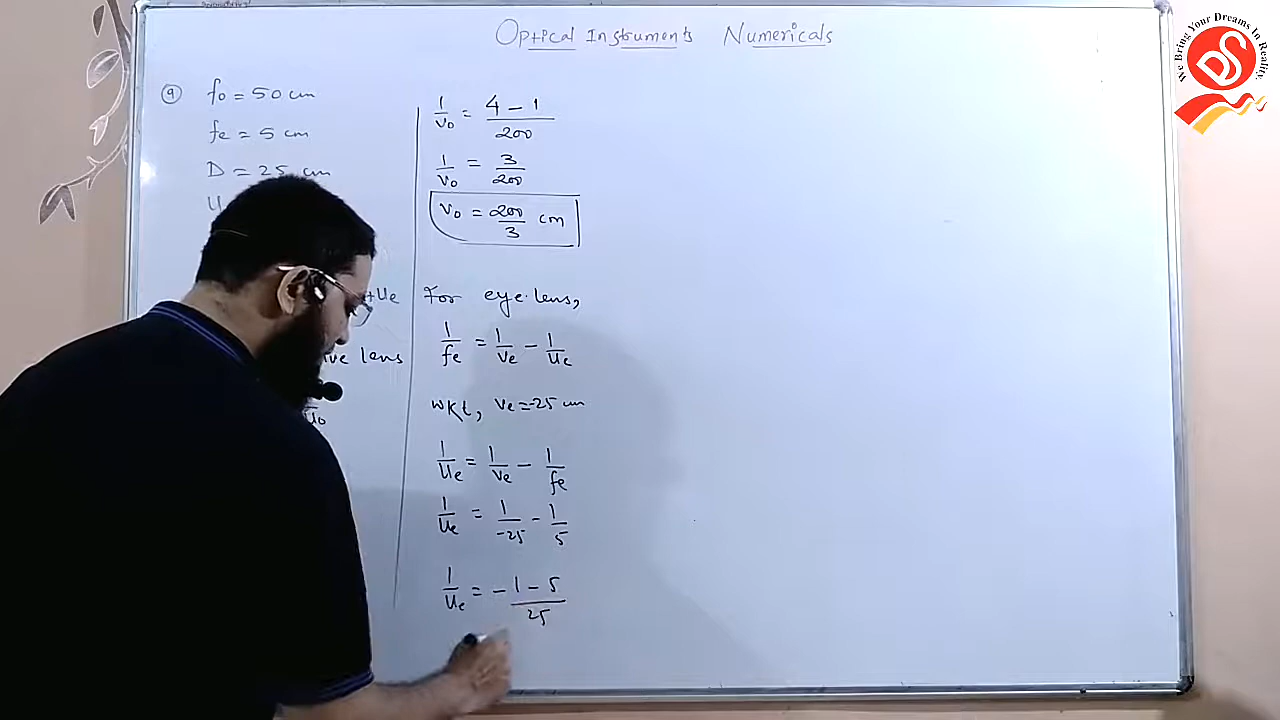 Optical Instruments Numericals
9
fo = 50 cm
fe = 5 cm
D = 25 cm
U
+Ue
ive lens
Uo
1/vo = (4 - 1)/200
1/vo = 3/200
vo = 200/3 cm
For eye lens,
1/fe = 1/ve - 1/Ue
wkt, ve = -25 cm
1/Ue = 1/ve - 1/fe
1/Ue = 1/-25 - 1/5
1/Ue = (-1 - 5)/25
We Bring Your Dreams In Reality.
DS